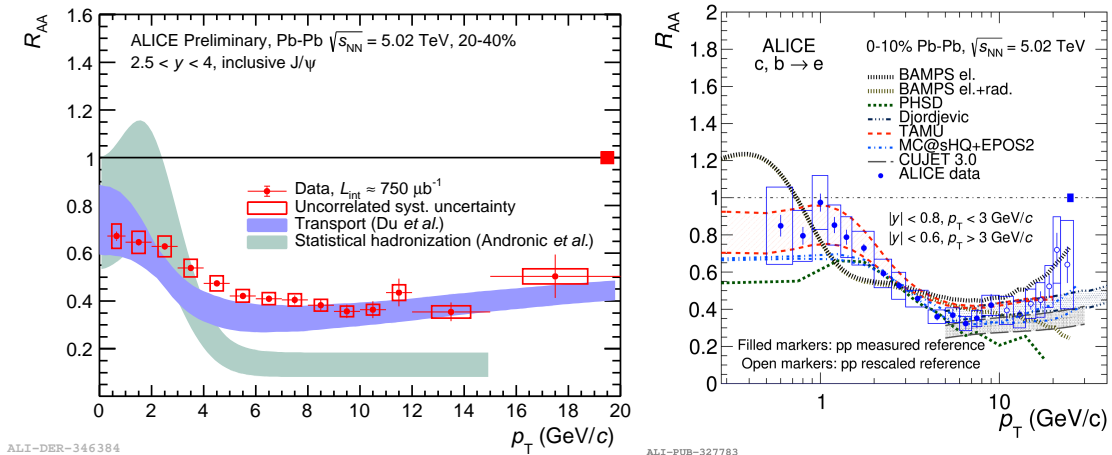 R_AA
1.6
1.4
1.2
1
0.8
0.6
0.4
0.2
ALICE Preliminary, Pb-Pb √s_NN = 5.02 TeV, 20-40%
2.5 < y < 4, inclusive J/ψ
Data, L_int ≈ 750 μb⁻¹
Uncorrelated syst. uncertainty
Transport (Du et al.)
Statistical hadronization (Andronic et al.)
0 2 4 6 8 10 12 14 16 18 20
p_T (GeV/c)
ALI-DER-346384
R_AA
2
1.8
1.6
1.4
1.2
1
0.8
0.6
0.4
0.2
0
ALICE
c, b → e
0-10% Pb-Pb, √s_NN = 5.02 TeV
BAMPS el.
BAMPS el.+rad.
PHSD
Djordjevic
TAMU
MC@sHQ+EPOS2
CUJET 3.0
ALICE data
|y| < 0.8, p_T < 3 GeV/c
|y| < 0.6, p_T > 3 GeV/c
Filled markers: pp measured reference
Open markers: pp rescaled reference
1 10
p_T (GeV/c)
ALI-PUB-327783